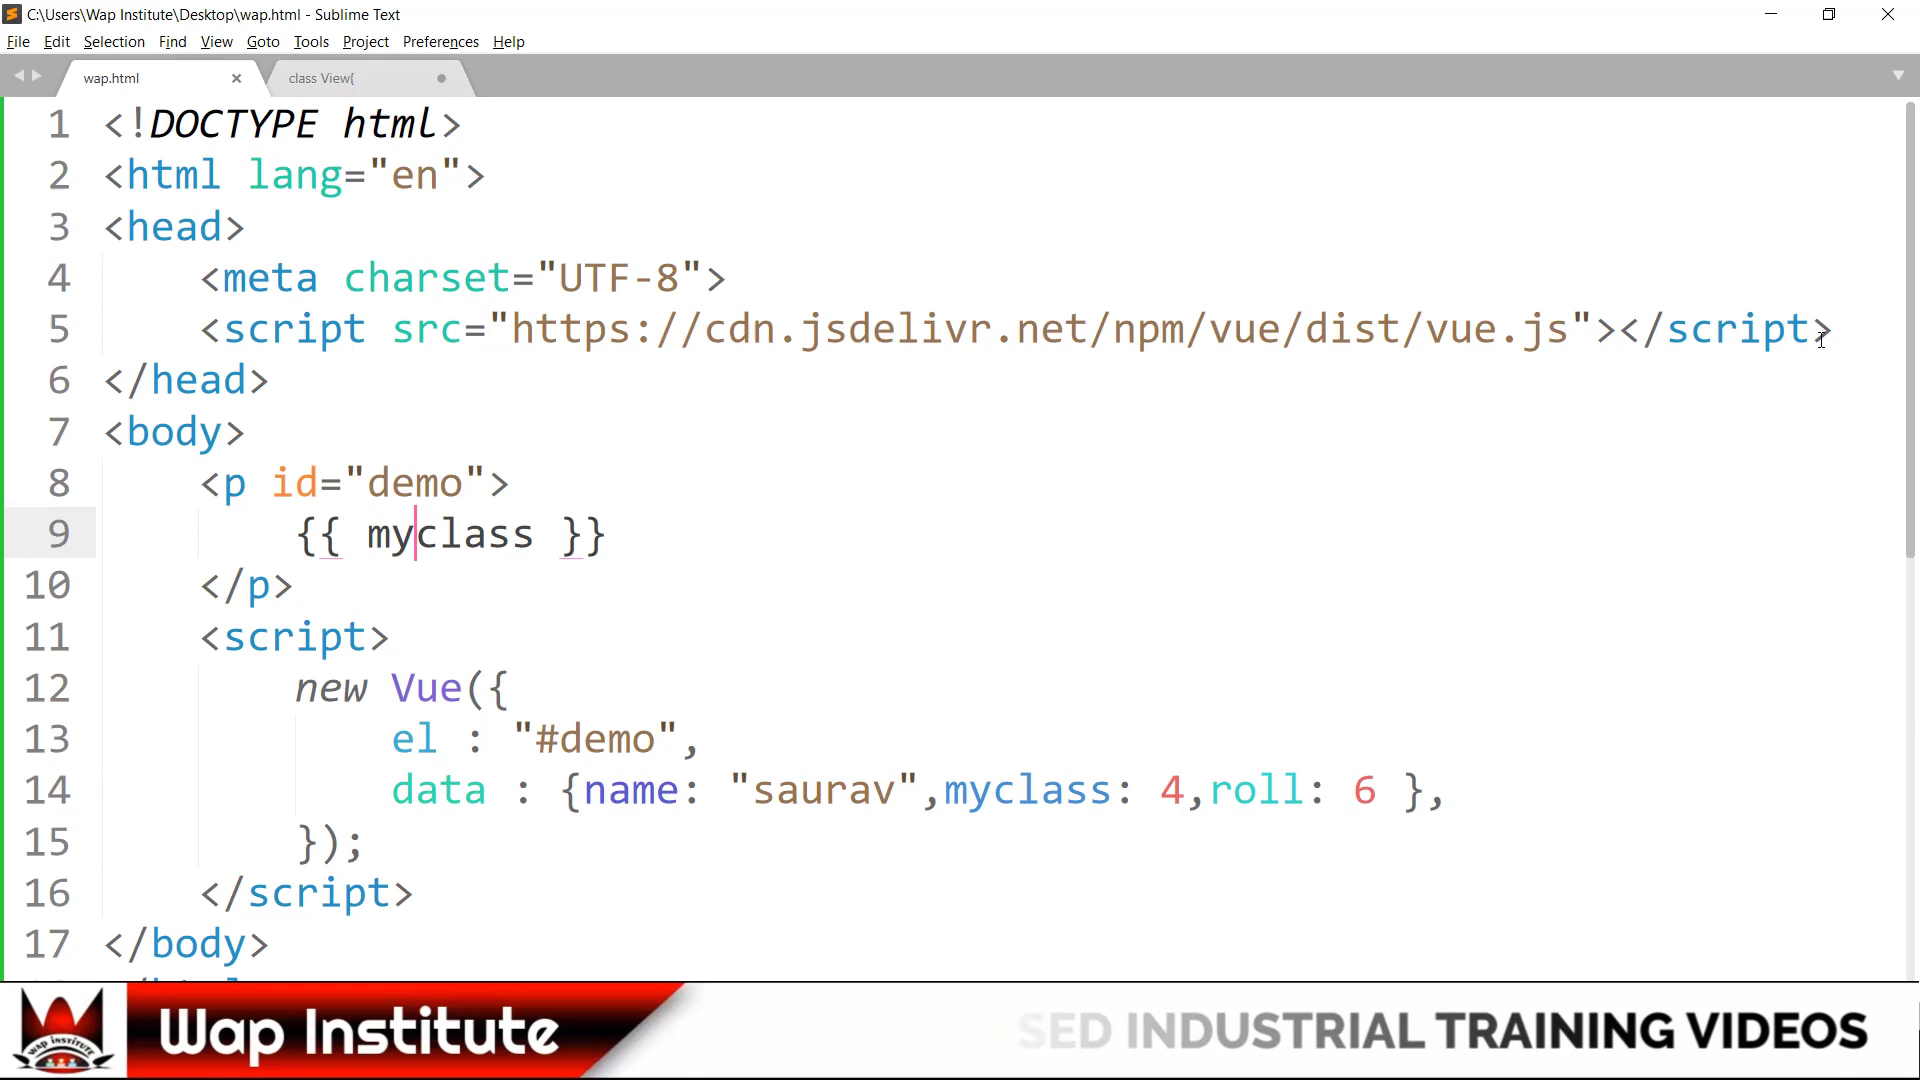 C:\Users\Wap Institute\Desktop\wap.html - Sublime Text
File Edit Selection Find View Goto Tools Project Preferences Help
wap.html class View{
1 <!DOCTYPE html>
2 <html lang="en">
3 <head>
4     <meta charset="UTF-8">
5     <script src="https://cdn.jsdelivr.net/npm/vue/dist/vue.js"></script>
6 </head>
7 <body>
8     <p id="demo">
9         {{ myclass }}
10     </p>
11     <script>
12         new Vue({
13             el : "#demo",
14             data : {name: "saurav",myclass: 4,roll: 6 },
15         });
16     </script>
17 </body>
WAP INSTITUTE
Wap Institute
SED INDUSTRIAL TRAINING VIDEOS